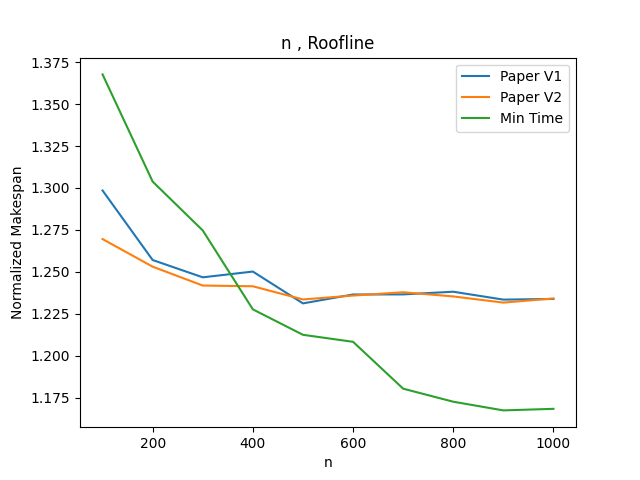 n , Roofline
Paper V1
Paper V2
Min Time
Normalized Makespan
1.375
1.350
1.325
1.300
1.275
1.250
1.225
1.200
1.175
200
400
600
800
1000
n